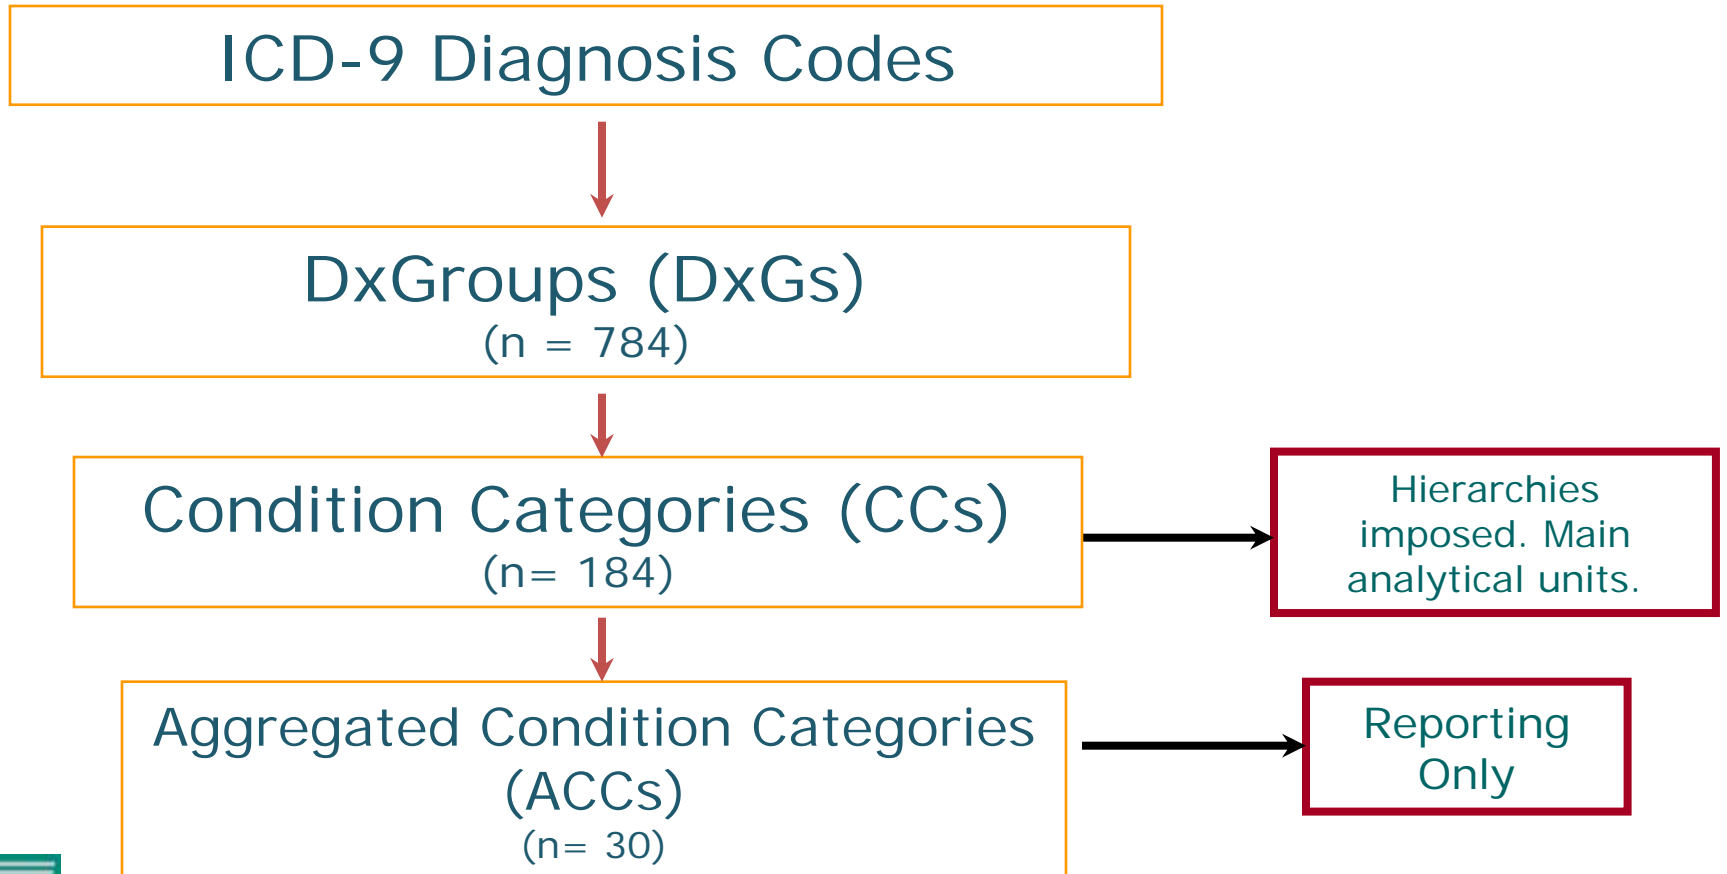 ICD-9 Diagnosis Codes
DxGroups (DxGs)
(n = 784)
Condition Categories (CCs)
(n= 184)
Hierarchies
imposed. Main
analytical units.
Aggregated Condition Categories
(ACCs)
(n= 30)
Reporting
Only